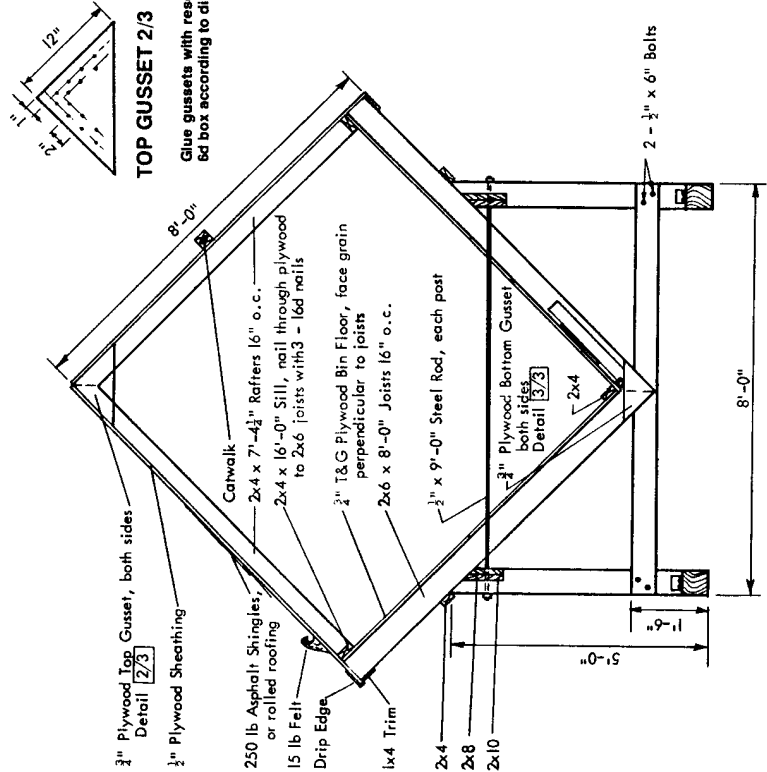 12"
1"
2"
TOP GUSSET 2/3
Glue gussets with res
8d box according to di
8'-0"
3/4" Plywood Top Gusset, both sides
Detail 2/3
1/2" Plywood Sheathing
Catwalk
250 lb Asphalt Shingles,
or rolled roofing
2x4 x 7'-4 1/2" Rafters 16" o.c.
15 lb Felt
2x4 x 16'-0" Sill, nail through plywood
to 2x6 joists with 3 - 16d nails
Drip Edge
3/4" T&G Plywood Bin Floor, face grain
perpendicular to joists
1x4 Trim
2x6 x 8'-0" Joists 16" o.c.
2x4
2x8
2x10
1/2" x 9'-0" Steel Rod, each post
3/4" Plywood Bottom Gusset
both sides
Detail 3/3
2x4
2 - 1/2" x 6" Bolts
5'-0"
1'-6"
8'-0"